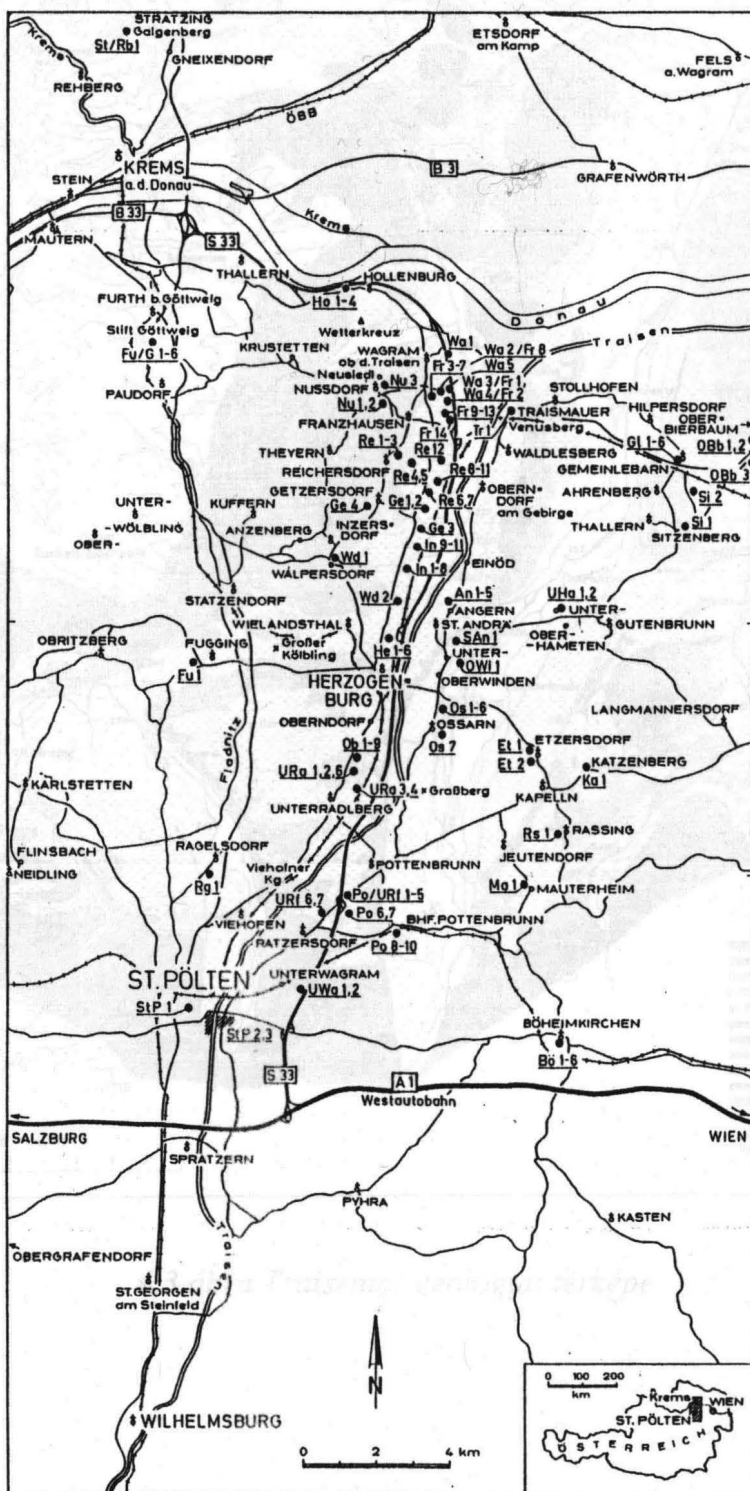 STRATZING
Galgenberg
St/Rb 1
GNEIXENDORF
Krems
REHBERG
ETSDORF
am Kamp
FELS
a.Wagram
ÖBB
KREMS
a.d. Donau
STEIN
B 3
GRAFENWÖRTH
B 33
S 33
MAUTERN
Krems
THALLERN
HOLLENBURG
Ho 1-4
Donau
Traisen
FURTH b. Göttweig
Stift Göttweig
Fu/G 1-6
Wetterkreuz
KRUSTETTEN
WAGRAM
ob d. Traisen
Wa 1
Wa 2/Fr 8
Fr 3-7
Wa 5
Neusiedl
Nu 3
Wa 3/Fr 1
Wa 4/Fr 2
PAUDORF
NUSSDORF
Nu 1,2
Fr 9-13
STOLLHOFEN
TRAISMAUER
Venusberg
HILPERSDORF
OBER-
BIERBAUM
FRANZHAUSEN
Fr 14
Tr 1
Gl 1-6
OBb 1,2
THEYERN
Re 1-3
Re 12
WALDLESBERG
GEMEINLEBARN
OBb 3
REICHERSDORF
Re 4,5
Re 8-11
GETZERSDORF
Re 6,7
OBERN-
DORF
am Gebirge
AHRENBERG
Si 2
KUFFERN
Ge 4
Ge 1,2
THALLERN
Si 1
SITZENBERG
UNTER-
WÖLBLING
OBER-
ANZENBERG
INZERS-
DORF
Ge 3
In 9-11
Wd 1
WALPERSDORF
In 1-8
EINÖD
STATZENDORF
Wd 2
An 1-5
ANGERN
UHa 1,2
UNTER-
OBER-
HAMETEN
GUTENBRUNN
WIELANDSTHAL
ST. ANDRÄ
SAn 1
OBRITZBERG
FUGGING
Großer
Kölbling
He 1-6
UNTER-
OWi 1
Fu 1
HERZOGEN
BURG
OBERWINDEN
Os 1-6
LANGMANNERSDORF
Fladnitz
OBERNDORF
OSSARN
Os 7
Et 1
ETZERSDORF
Et 2
Ob 1-9
KATZENBERG
Ka 1
URa 1,2,5
KARLSTETTEN
URa 3,4
Graßberg
UNTERRADLBERG
KAPELLN
Rs 1
RASSING
FLINSBACH
NEIDLING
RAGELSDORF
Rg 1
Viehofner
Kg
POTTENBRUNN
JEUTENDORF
Ma 1
MAUTERHEIM
Po/URf 1-5
URf 6,7
Po 6,7
VIEHOFEN
RATZERSDORF
BHF. POTTENBRUNN
Po 8-10
ST. PÖLTEN
UNTERWAGRAM
UWa 1,2
StP 1
StP 2,3
BÖHEIMKIRCHEN
Bö 1-6
S 33
A 1
Westautobahn
SALZBURG
WIEN
SPRATZERN
PYHRA
KASTEN
OBERGRAFENDORF
ST. GEORGEN
am Steinfeld
N
WILHELMSBURG
0 2 4 km
0 100 200
km
Krems
WIEN
ST. PÖLTEN
ÖSTERREICH